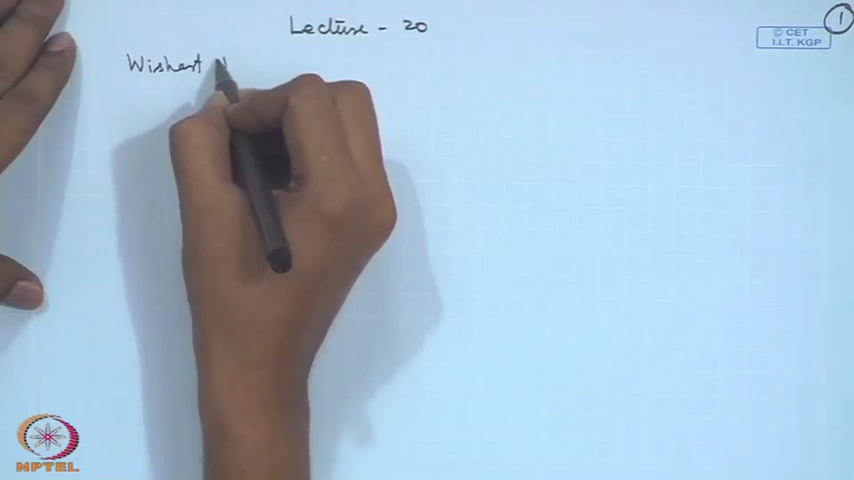 Lecture - 20
1
© CET
I.I.T. KGP
Wishart
NPTEL